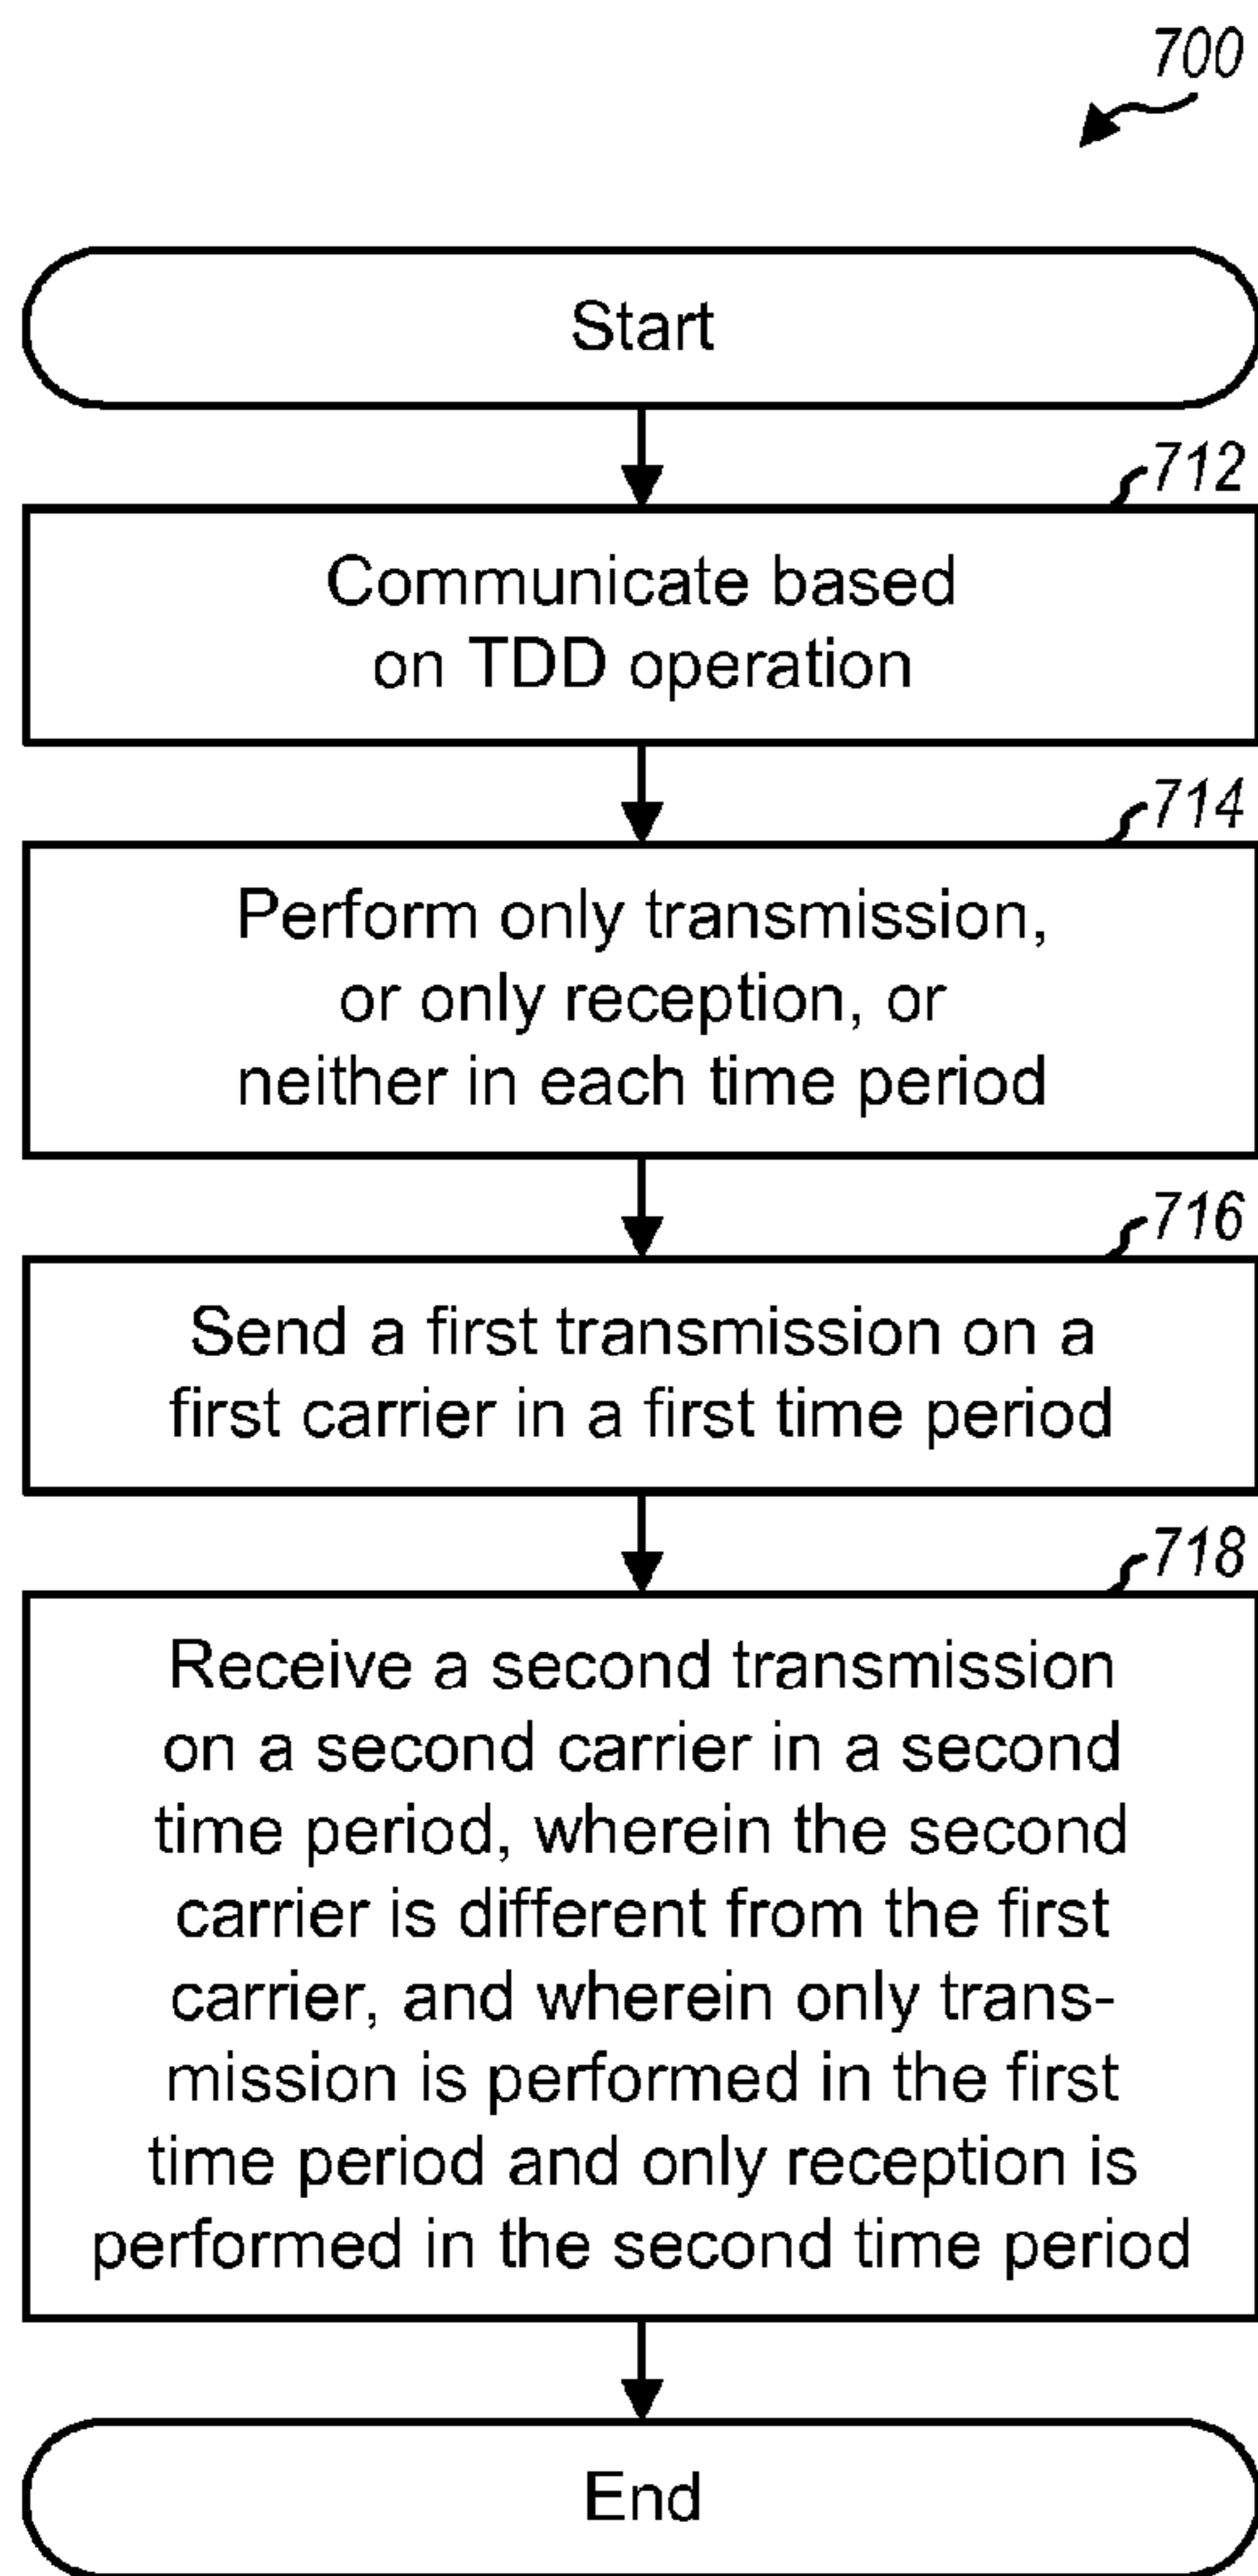 700
Start
712
Communicate based
on TDD operation
714
Perform only transmission,
or only reception, or
neither in each time period
716
Send a first transmission on a
first carrier in a first time period
718
Receive a second transmission
on a second carrier in a second
time period, wherein the second
carrier is different from the first
carrier, and wherein only trans-
mission is performed in the first
time period and only reception is
performed in the second time period
End